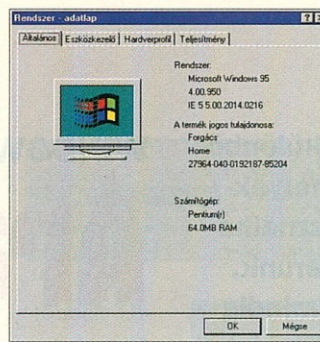 Rendszer - adatlap
Általános
Eszközkezelő
Hardverprofil
Teljesítmény
Rendszer:
Microsoft Windows 95
4.00.950
IE 5 5.00.2014.0216
A termék jogos tulajdonosa:
Forgács
Home
27964-040-0192187-85204
Számítógép:
Pentium(r)
64.0MB RAM
OK
Mégse